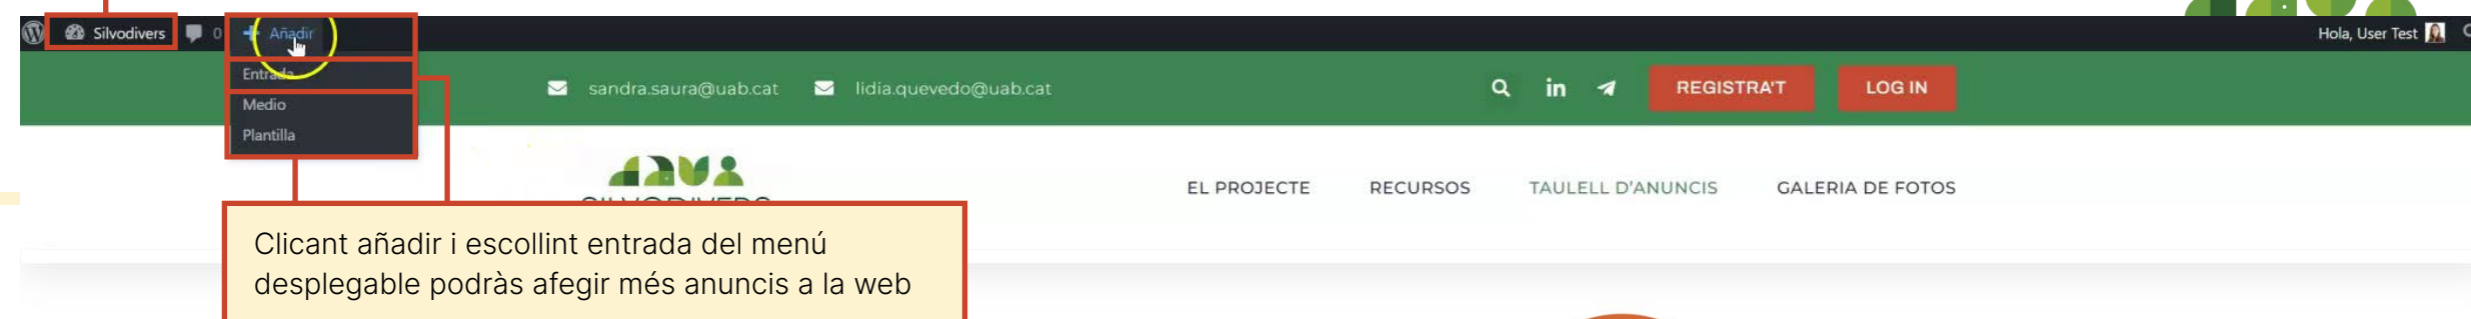 Silvodivers 0 Añadir Hola, User Test
Entrada
Medio
Plantilla
sandra.saura@uab.cat lidia.quevedo@uab.cat REGISTRA'T LOG IN
SILVODIVERS
EL PROJECTE RECURSOS TAULELL D'ANUNCIS GALERIA DE FOTOS
Clicant añadir i escollint entrada del menú
desplegable podràs afegir més anuncis a la web